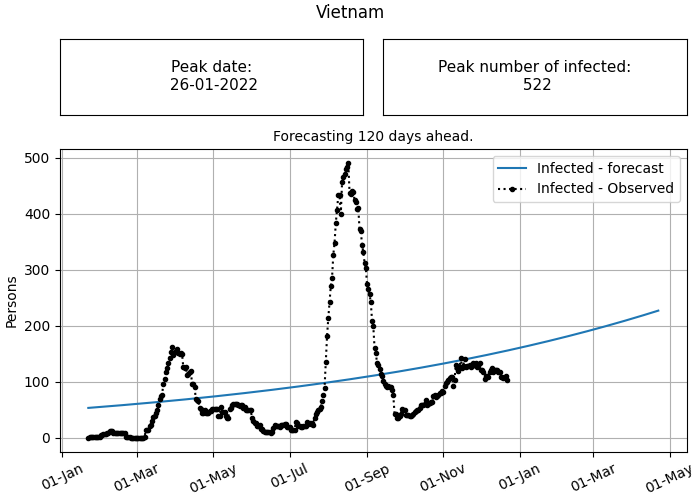 Vietnam
Peak date:
26-01-2022
Peak number of infected:
522
Forecasting 120 days ahead.
Infected - forecast
Infected - Observed
Persons
500
400
300
200
100
0
01-Jan
01-Mar
01-May
01-Jul
01-Sep
01-Nov
01-Jan
01-Mar
01-May